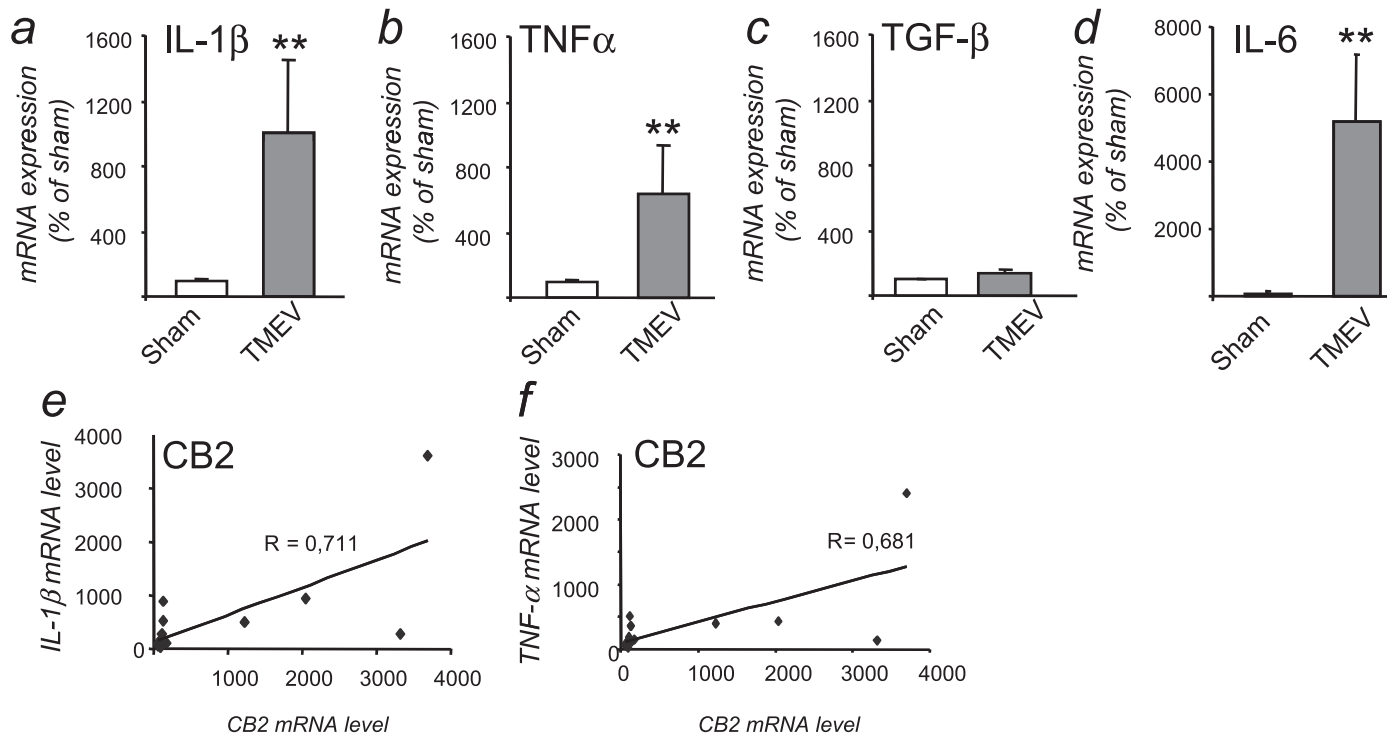 a
IL-1β
**
mRNA expression
(% of sham)
1600
1200
800
400
Sham
TMEV
b
TNFα
**
mRNA expression
(% of sham)
1600
1200
800
400
Sham
TMEV
c
TGF-β
mRNA expression
(% of sham)
1600
1200
800
400
Sham
TMEV
d
IL-6
**
mRNA expression
(% of sham)
8000
6000
4000
2000
Sham
TMEV
e
CB2
IL-1β mRNA level
4000
3000
2000
1000
0
R = 0,711
1000
2000
3000
4000
CB2 mRNA level
f
CB2
TNF-α mRNA level
3000
2000
1000
0
R= 0,681
0
1000
2000
3000
4000
CB2 mRNA level